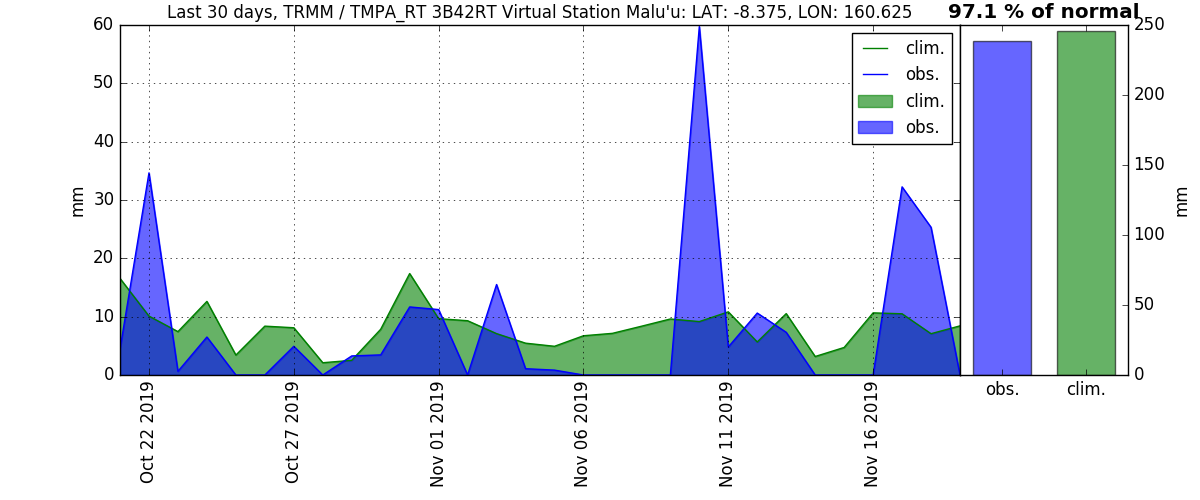 Last 30 days, TRMM / TMPA_RT 3B42RT Virtual Station Malu'u: LAT: -8.375, LON: 160.625
97.1 % of normal
60
50
40
30
20
10
0
mm
clim.
obs.
clim.
obs.
250
200
150
100
50
0
mm
Oct 22 2019
Oct 27 2019
Nov 01 2019
Nov 06 2019
Nov 11 2019
Nov 16 2019
obs.
clim.